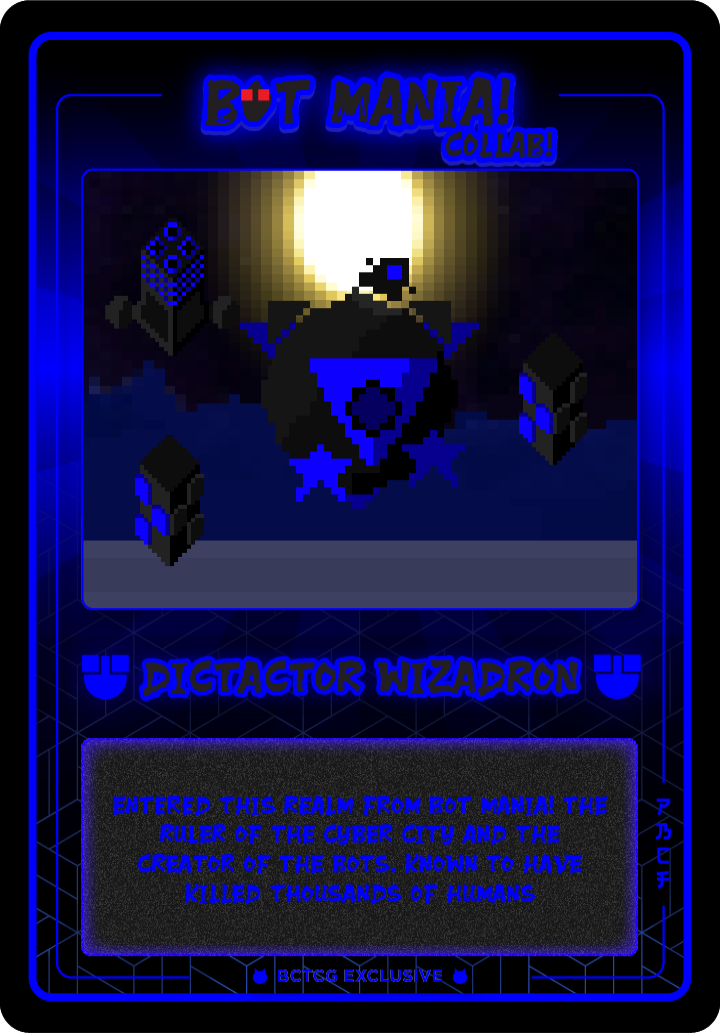 BOT MANIA!
COLLAB!
DICTACTOR WIZADRON
ENTERED THIS REALM FROM BOT MANIA! THE
RULER OF THE CYBER CITY AND THE
CREATOR OF THE BOTS. KNOWN TO HAVE
KILLED THOUSANDS OF HUMANS
BCTCG EXCLUSIVE